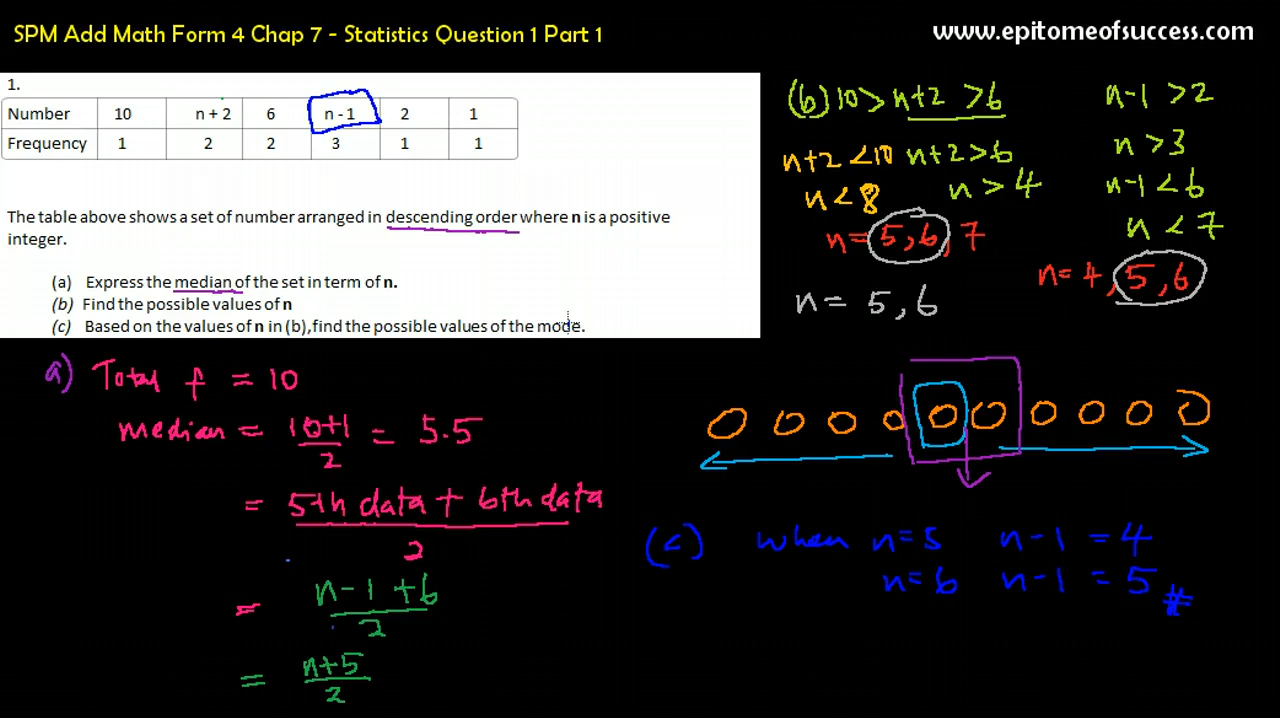 SPM Add Math Form 4 Chap 7 - Statistics Question 1 Part 1
www.epitomeofsuccess.com
1.
Number 10 n + 2 6 n - 1 2 1
Frequency 1 2 2 3 1 1
The table above shows a set of number arranged in descending order where n is a positive
integer.
(a) Express the median of the set in term of n.
(b) Find the possible values of n
(c) Based on the values of n in (b),find the possible values of the mode.
(b) 10 > n+2 > 6
n+2 < 10 n+2 > 6
n < 8 n > 4
n = 5, 6, 7
n = 5, 6
n-1 > 2
n > 3
n-1 < 6
n < 7
n = 4, 5, 6
a) Total f = 10
median = 10+1/2 = 5.5
= 5th data + 6th data
2
= n-1+6/2
= n+5/2
(c) when n=5 n-1 = 4
n=6 n-1 = 5 #